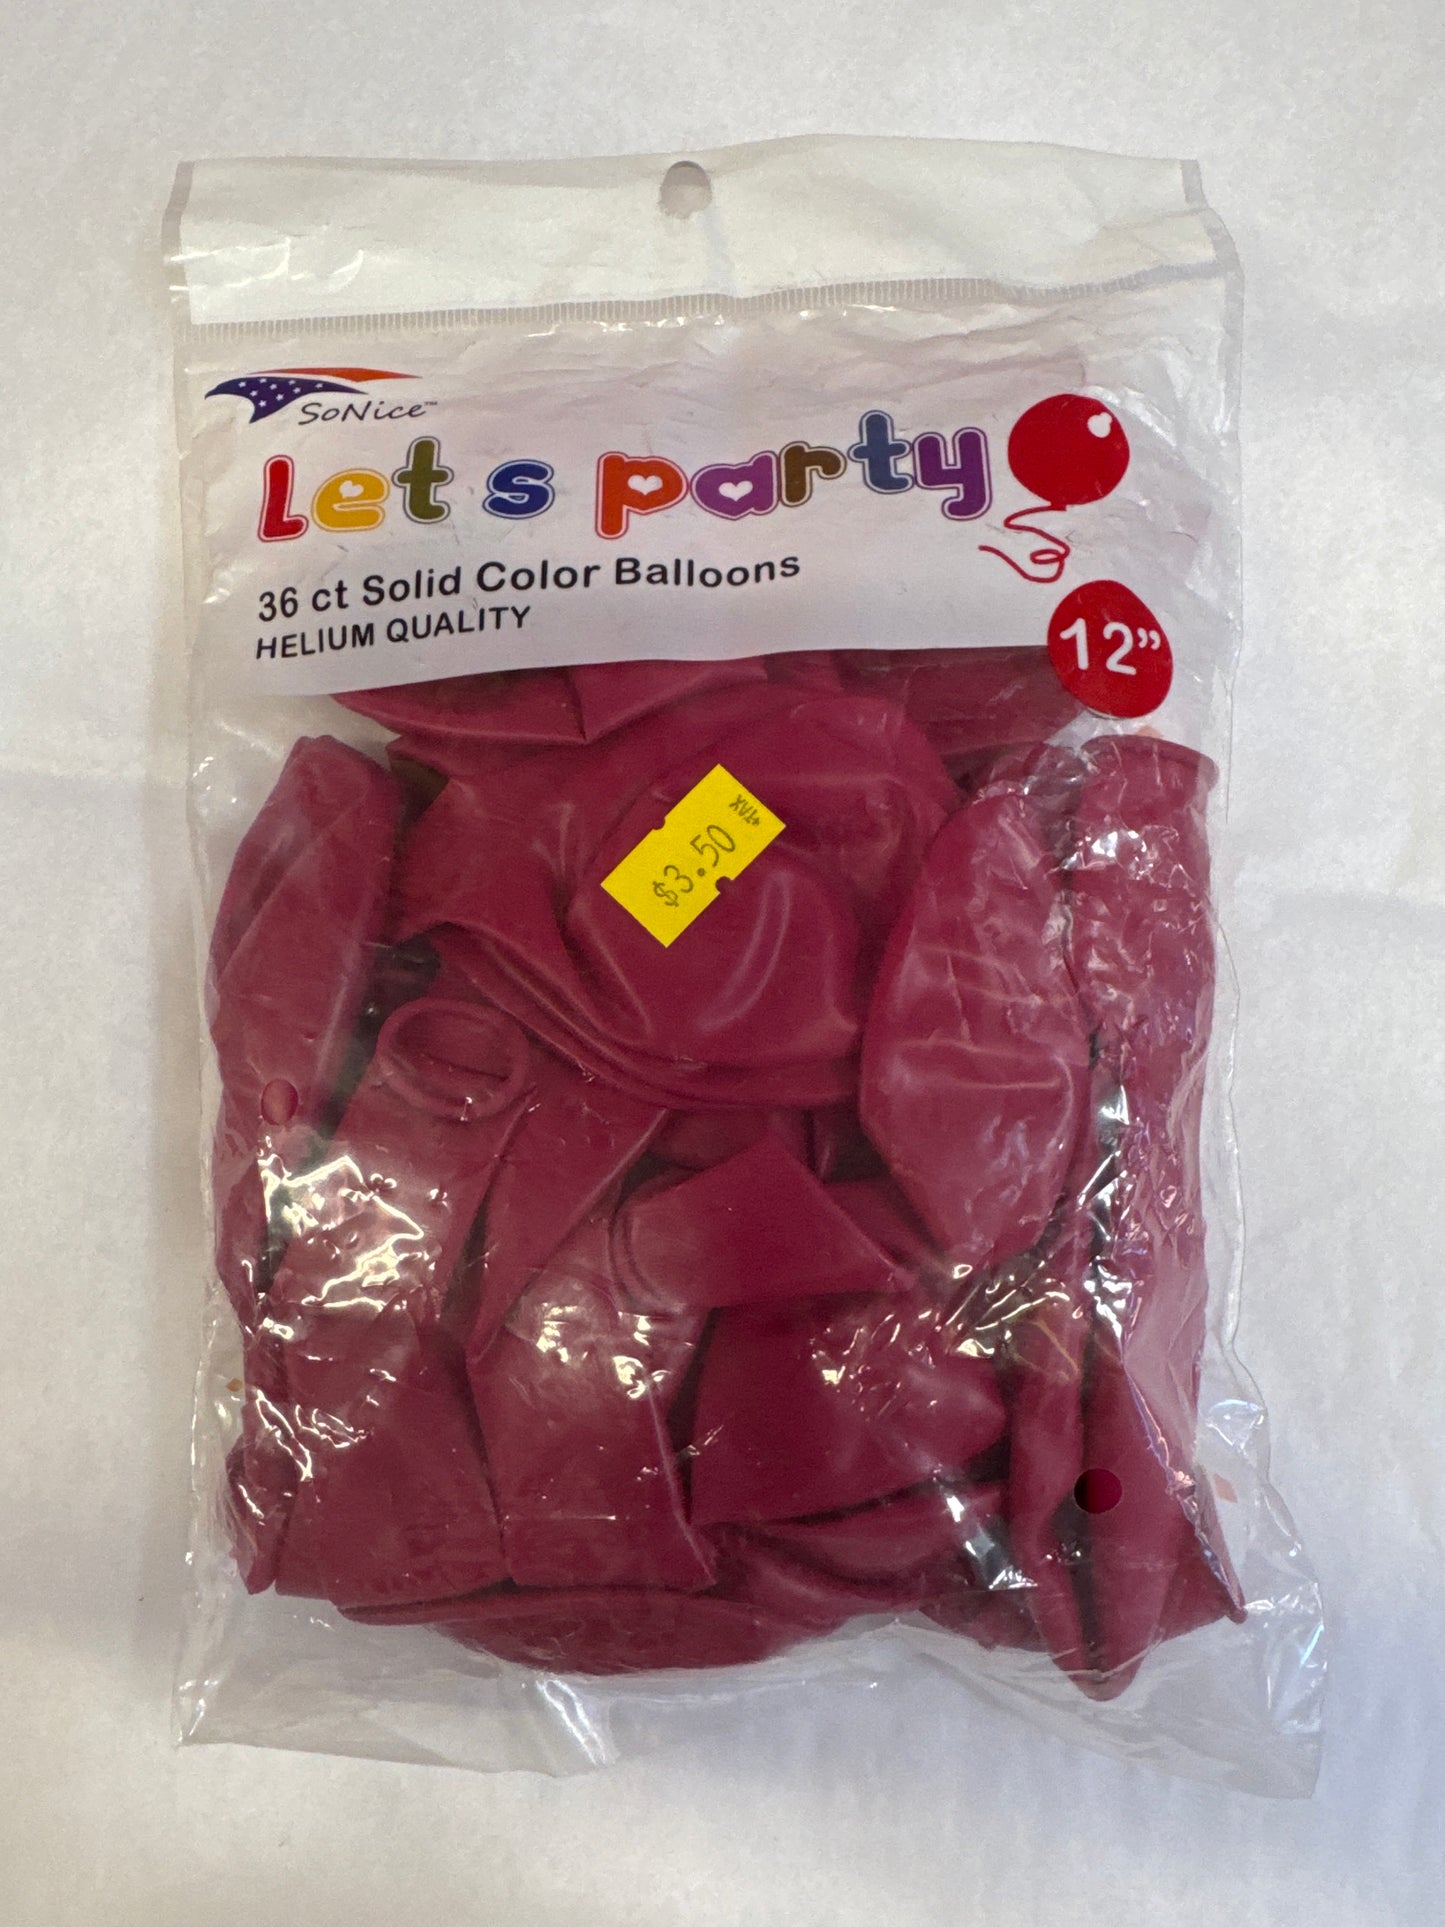 SoNice™
Let s party
36 ct Solid Color Balloons
HELIUM QUALITY
12”
+TAX
$3.50